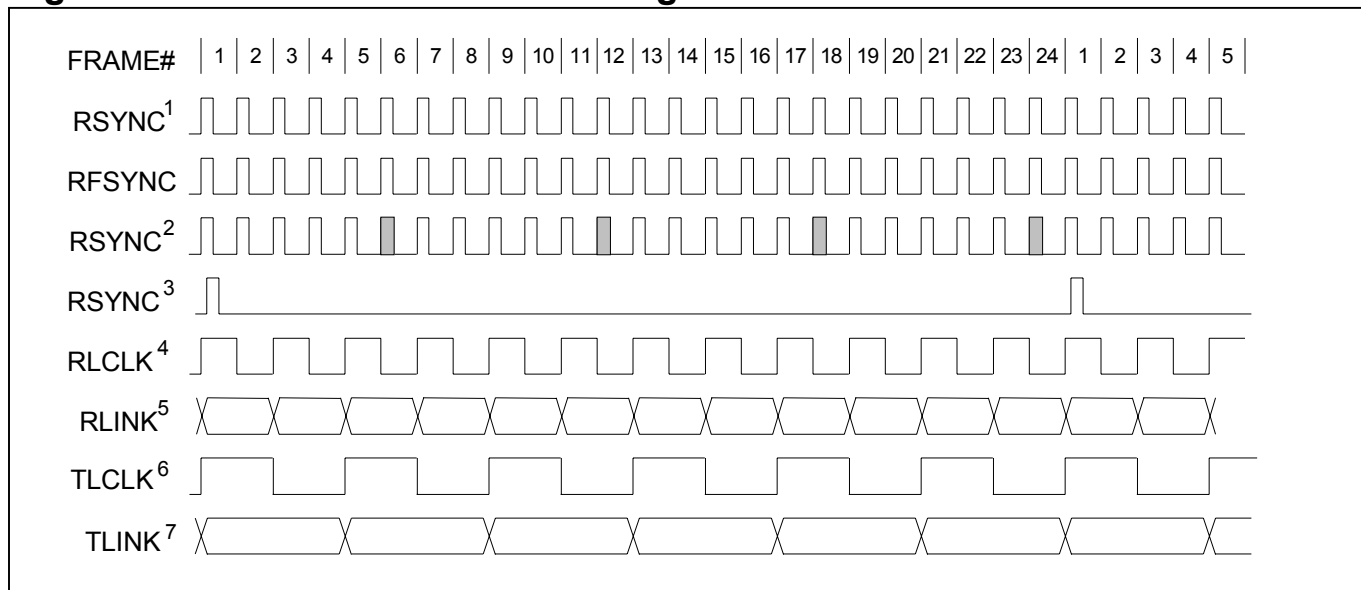 FRAME# 1 2 3 4 5 6 7 8 9 10 11 12 13 14 15 16 17 18 19 20 21 22 23 24 1 2 3 4 5
RSYNC¹
RFSYNC
RSYNC²
RSYNC³
RLCLK⁴
RLINK⁵
TLCLK⁶
TLINK⁷